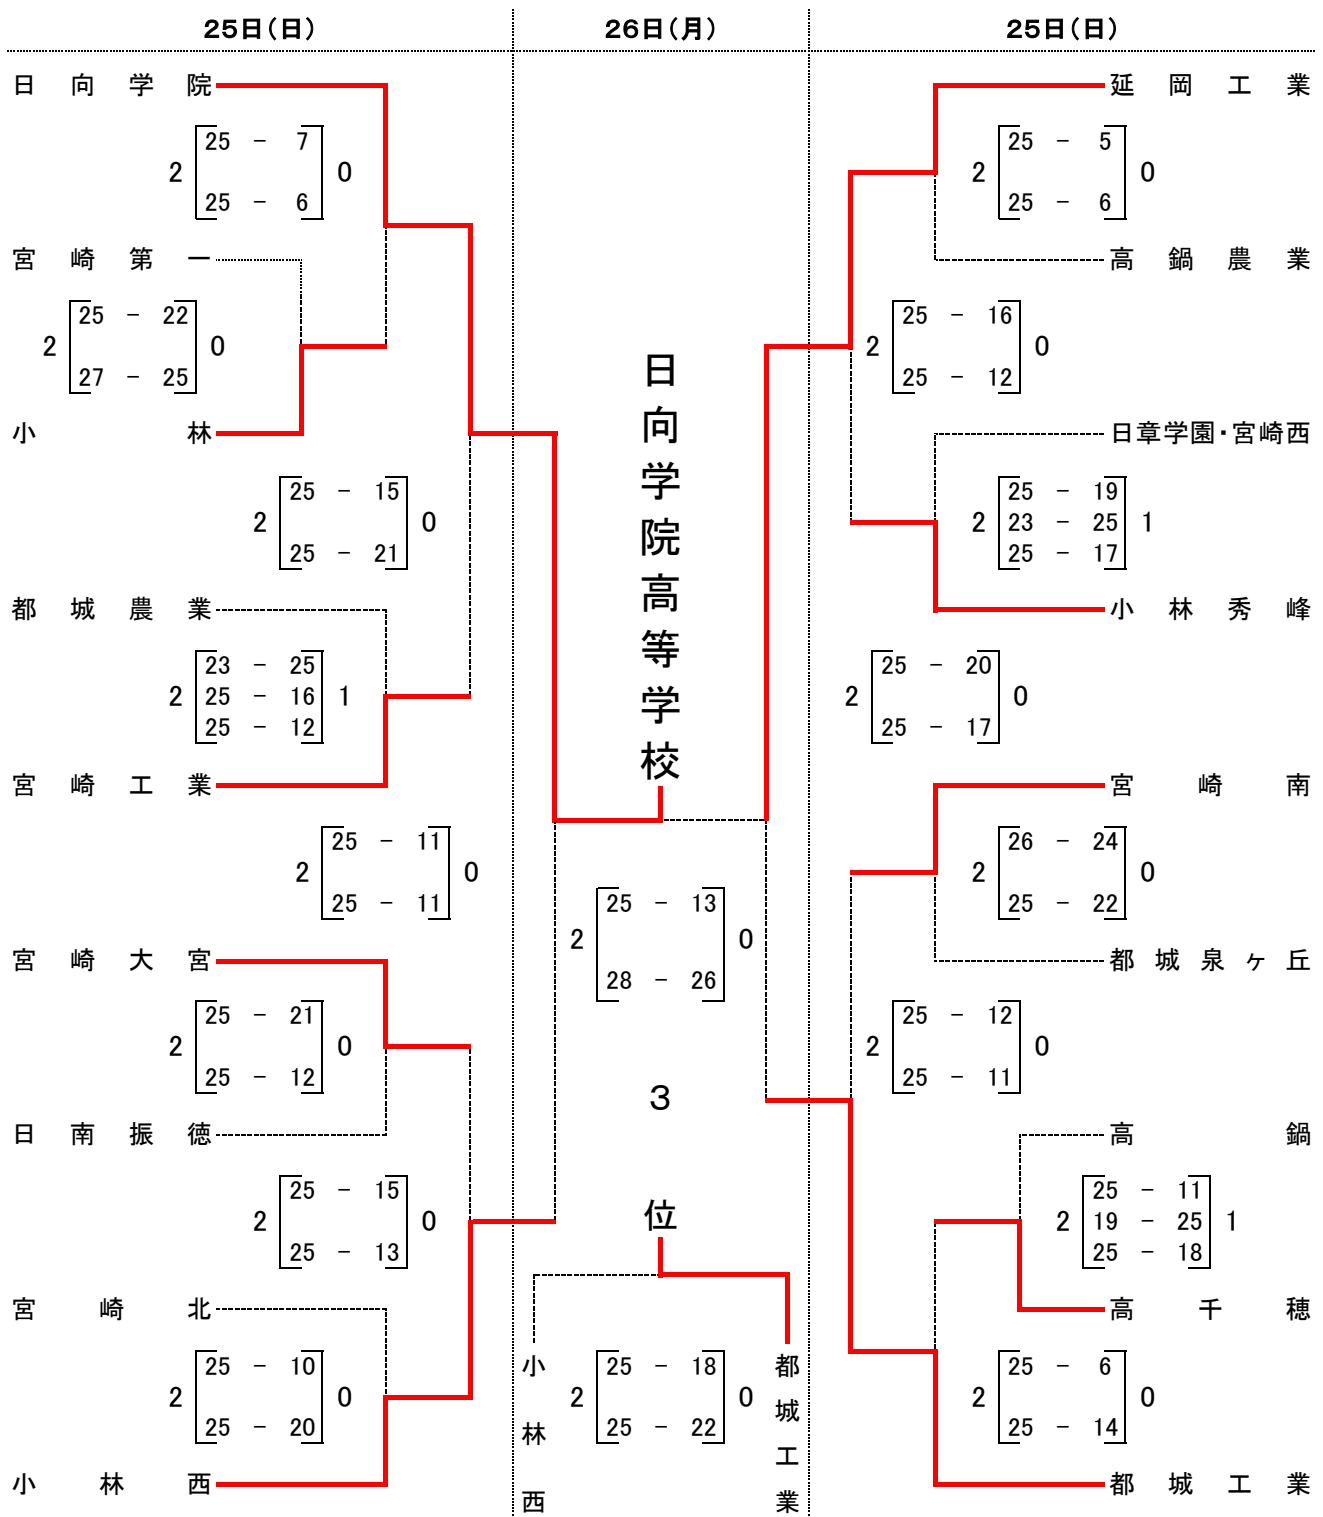 25日(日)
26日(月)
25日(日)
日向学院
2 25 － 7 0
25 － 6
宮崎第一
2 25 － 22 0
27 － 25
小林
2 25 － 15 0
25 － 21
都城農業
23 － 25
2 25 － 16 1
25 － 12
宮崎工業
2 25 － 11 0
25 － 11
宮崎大宮
2 25 － 21 0
25 － 12
日南振徳
2 25 － 15 0
25 － 13
宮崎北
2 25 － 10 0
25 － 20
小林西
日向学院高等学校
2 25 － 13 0
28 － 26
3位
小林西
2 25 － 18 0
25 － 22
都城工業
延岡工業
2 25 － 5 0
25 － 6
高鍋農業
2 25 － 16 0
25 － 12
日章学園・宮崎西
25 － 19
2 23 － 25 1
25 － 17
小林秀峰
2 25 － 20 0
25 － 17
宮崎南
2 26 － 24 0
25 － 22
都城泉ヶ丘
2 25 － 12 0
25 － 11
高鍋
25 － 11
2 19 － 25 1
25 － 18
高千穂
2 25 － 6 0
25 － 14
都城工業